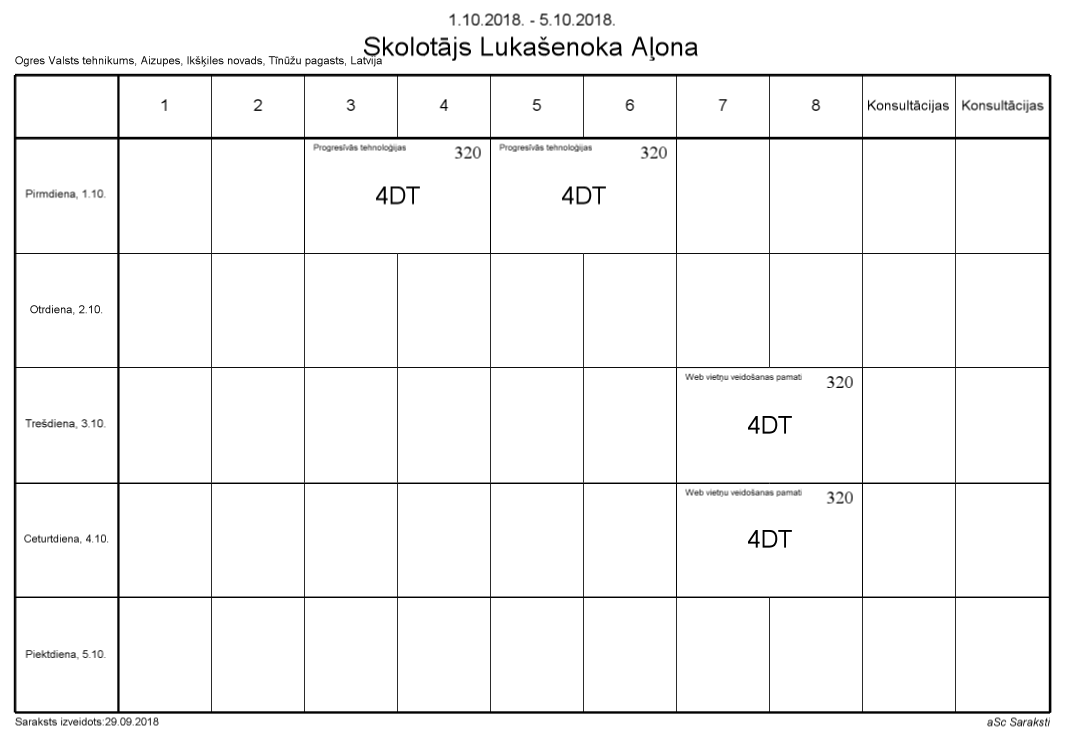 1.10.2018. - 5.10.2018.
Skolotājs Lukašenoka Aļona
Ogres Valsts tehnikums, Aizupes, Ikšķiles novads, Tīnūžu pagasts, Latvija
1 2 3 4 5 6 7 8 Konsultācijas Konsultācijas
Progresīvās tehnoloģijas 320 Progresīvās tehnoloģijas 320
Pirmdiena, 1.10. 4DT 4DT
Otrdiena, 2.10.
Web vietņu veidošanas pamati 320
Trešdiena, 3.10. 4DT
Web vietņu veidošanas pamati 320
Ceturtdiena, 4.10. 4DT
Piektdiena, 5.10.
Saraksts izveidots:29.09.2018 aSc Saraksti